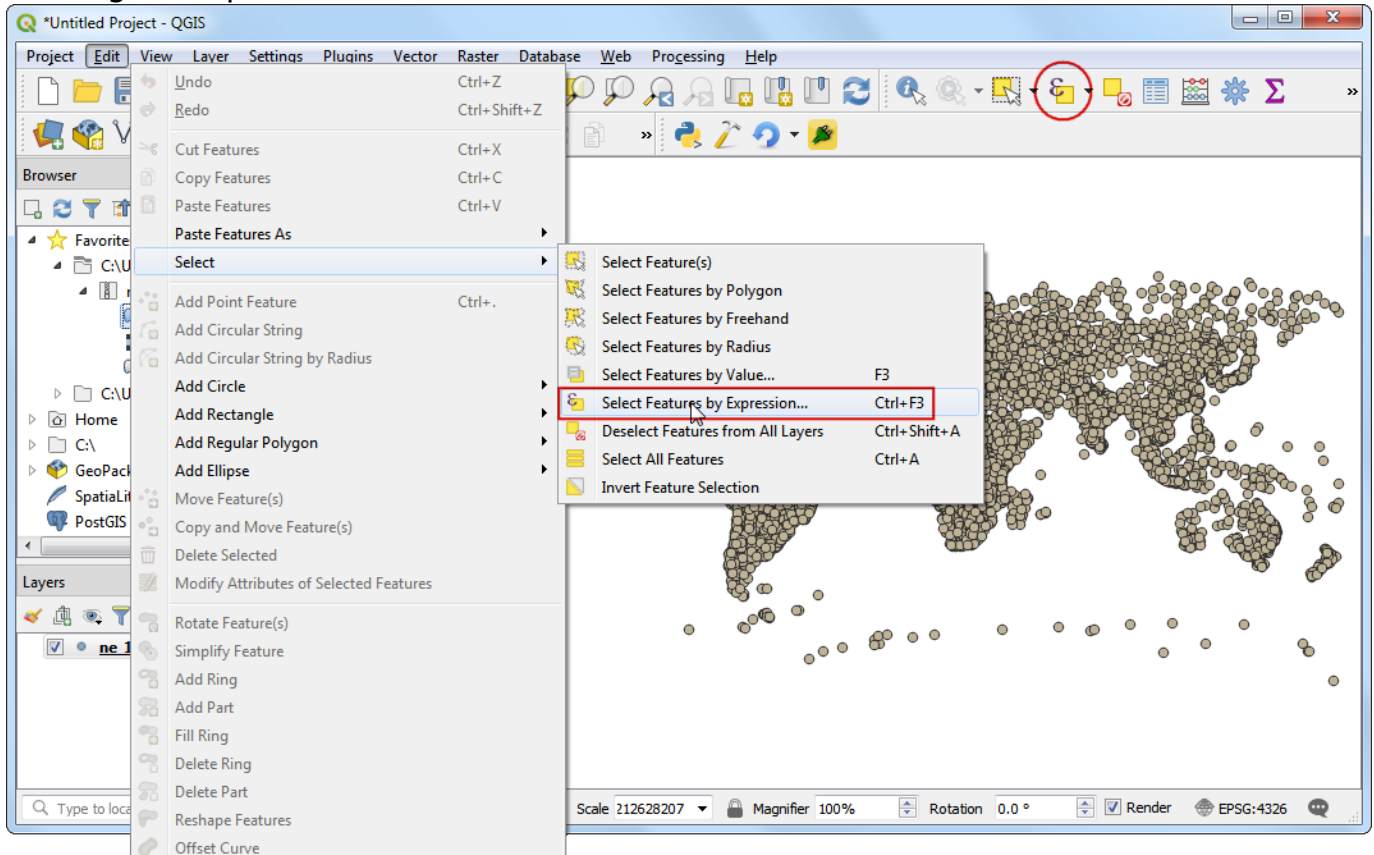 *Untitled Project - QGIS
Project Edit View Layer Settings Plugins Vector Raster Database Web Processing Help
Undo Ctrl+Z
Redo Ctrl+Shift+Z
Cut Features Ctrl+X
Copy Features Ctrl+C
Paste Features Ctrl+V
Paste Features As
Select
Add Point Feature Ctrl+.
Add Circular String
Add Circular String by Radius
Add Circle
Add Rectangle
Add Regular Polygon
Add Ellipse
Move Feature(s)
Copy and Move Feature(s)
Delete Selected
Modify Attributes of Selected Features
Rotate Feature(s)
Simplify Feature
Add Ring
Add Part
Fill Ring
Delete Ring
Delete Part
Reshape Features
Offset Curve
Select Feature(s)
Select Features by Polygon
Select Features by Freehand
Select Features by Radius
Select Features by Value... F3
Select Features by Expression... Ctrl+F3
Deselect Features from All Layers Ctrl+Shift+A
Select All Features Ctrl+A
Invert Feature Selection
Browser
Favorite
C:\U
C:\U
Home
C:\
GeoPack
SpatiaLit
PostGIS
Layers
ne_1
Type to loca
Scale 212628207 Magnifier 100% Rotation 0.0 ° Render EPSG:4326